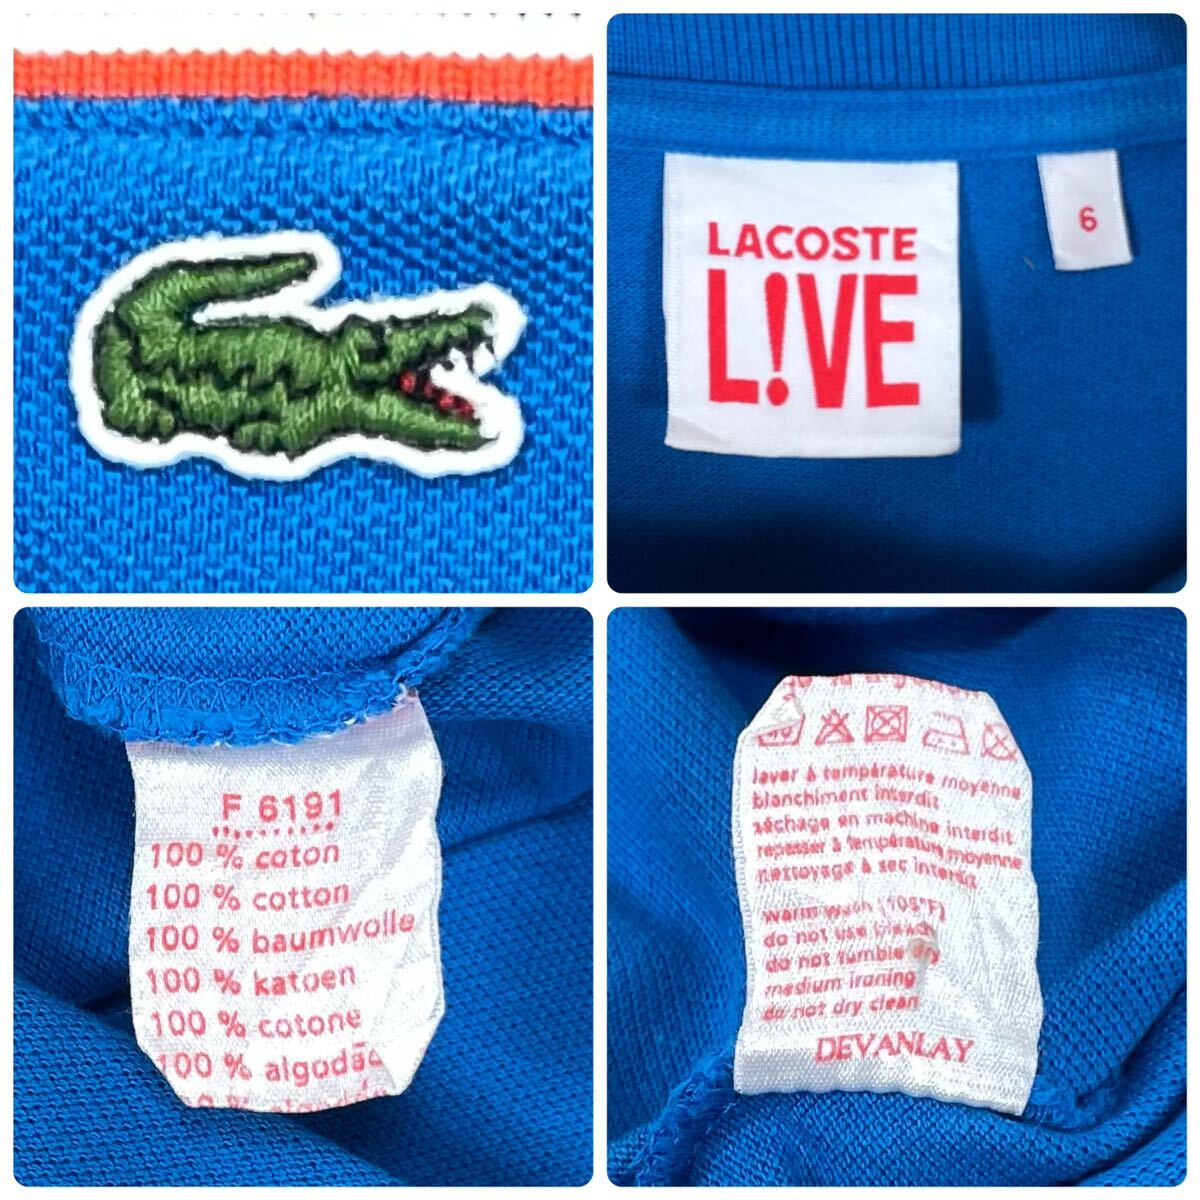 LACOSTE
L!VE
6
F 6191
100 % coton
100 % cotton
100 % baumwolle
100 % katoen
100 % cotone
100 % algodão
laver à température moyenne
blanchiment interdit
séchage en machine interdit
repasser à température moyenne
nettoyage à sec interdit
warm wash (105°F)
do not use bleach
do not tumble dry
medium ironing
do not dry clean
DEVANLAY